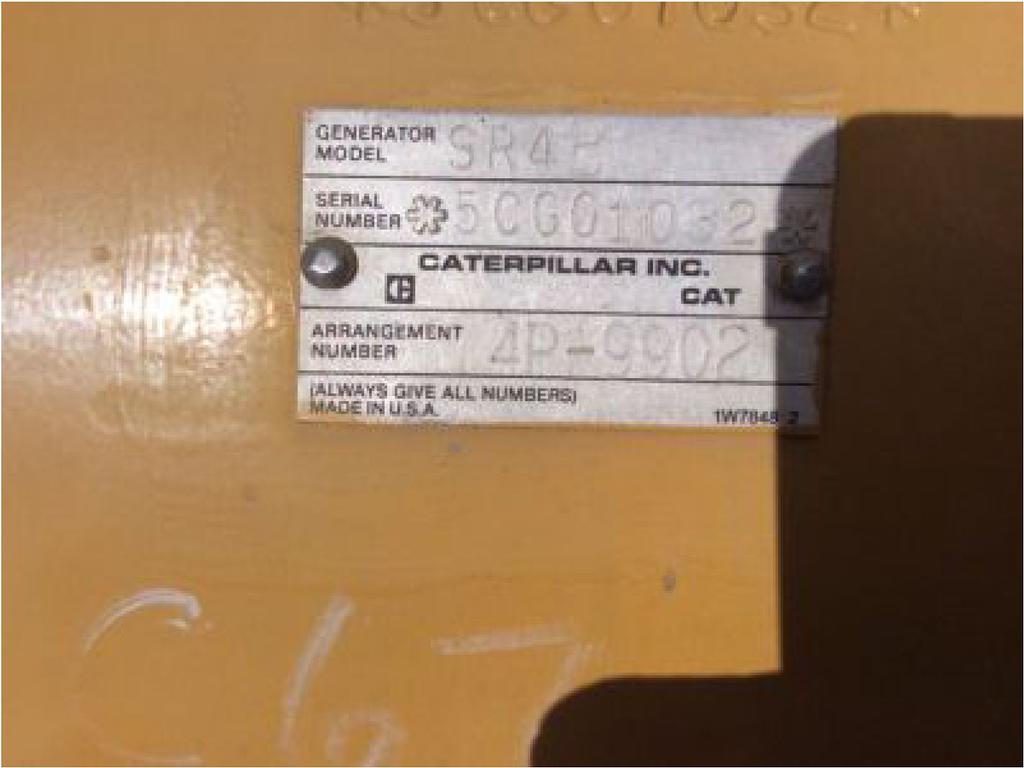 GENERATOR MODEL SR4B
SERIAL NUMBER *5CG01032*
CATERPILLAR INC.
CAT
ARRANGEMENT NUMBER 4P-9902
(ALWAYS GIVE ALL NUMBERS)
MADE IN U.S.A.
C67